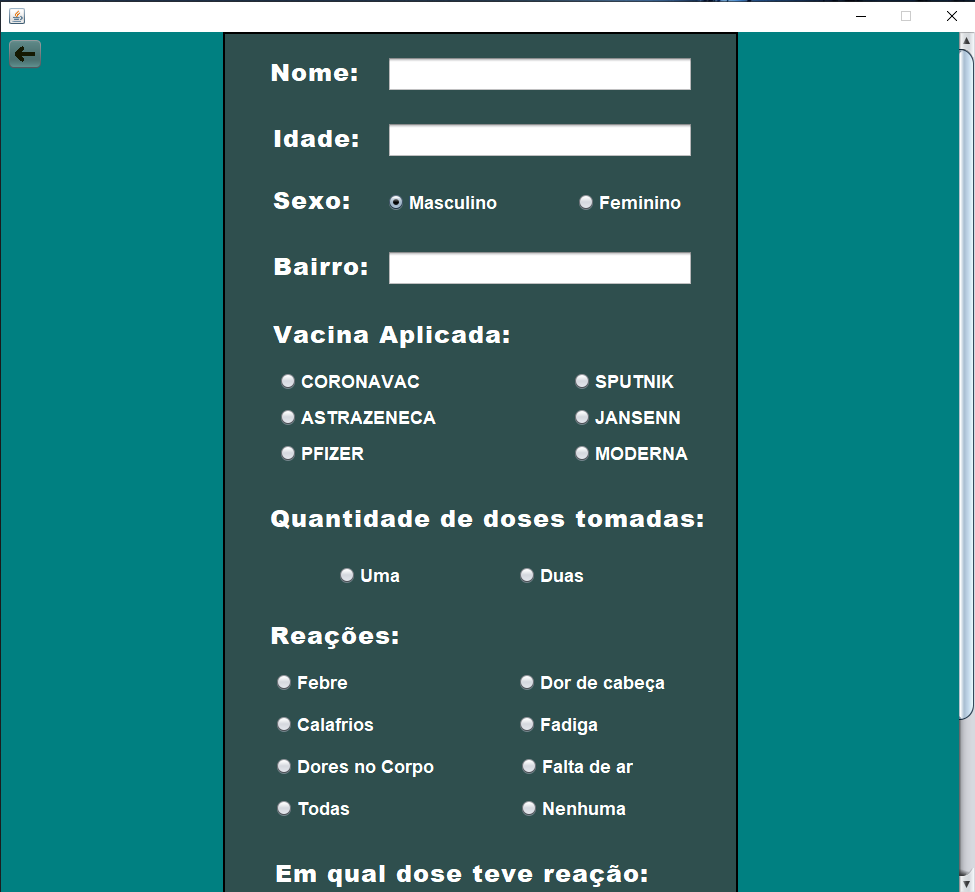 Nome:
Idade:
Sexo: Masculino Feminino
Bairro:
Vacina Aplicada:
CORONAVAC SPUTNIK
ASTRAZENECA JANSENN
PFIZER MODERNA
Quantidade de doses tomadas:
Uma Duas
Reações:
Febre Dor de cabeça
Calafrios Fadiga
Dores no Corpo Falta de ar
Todas Nenhuma
Em qual dose teve reação: